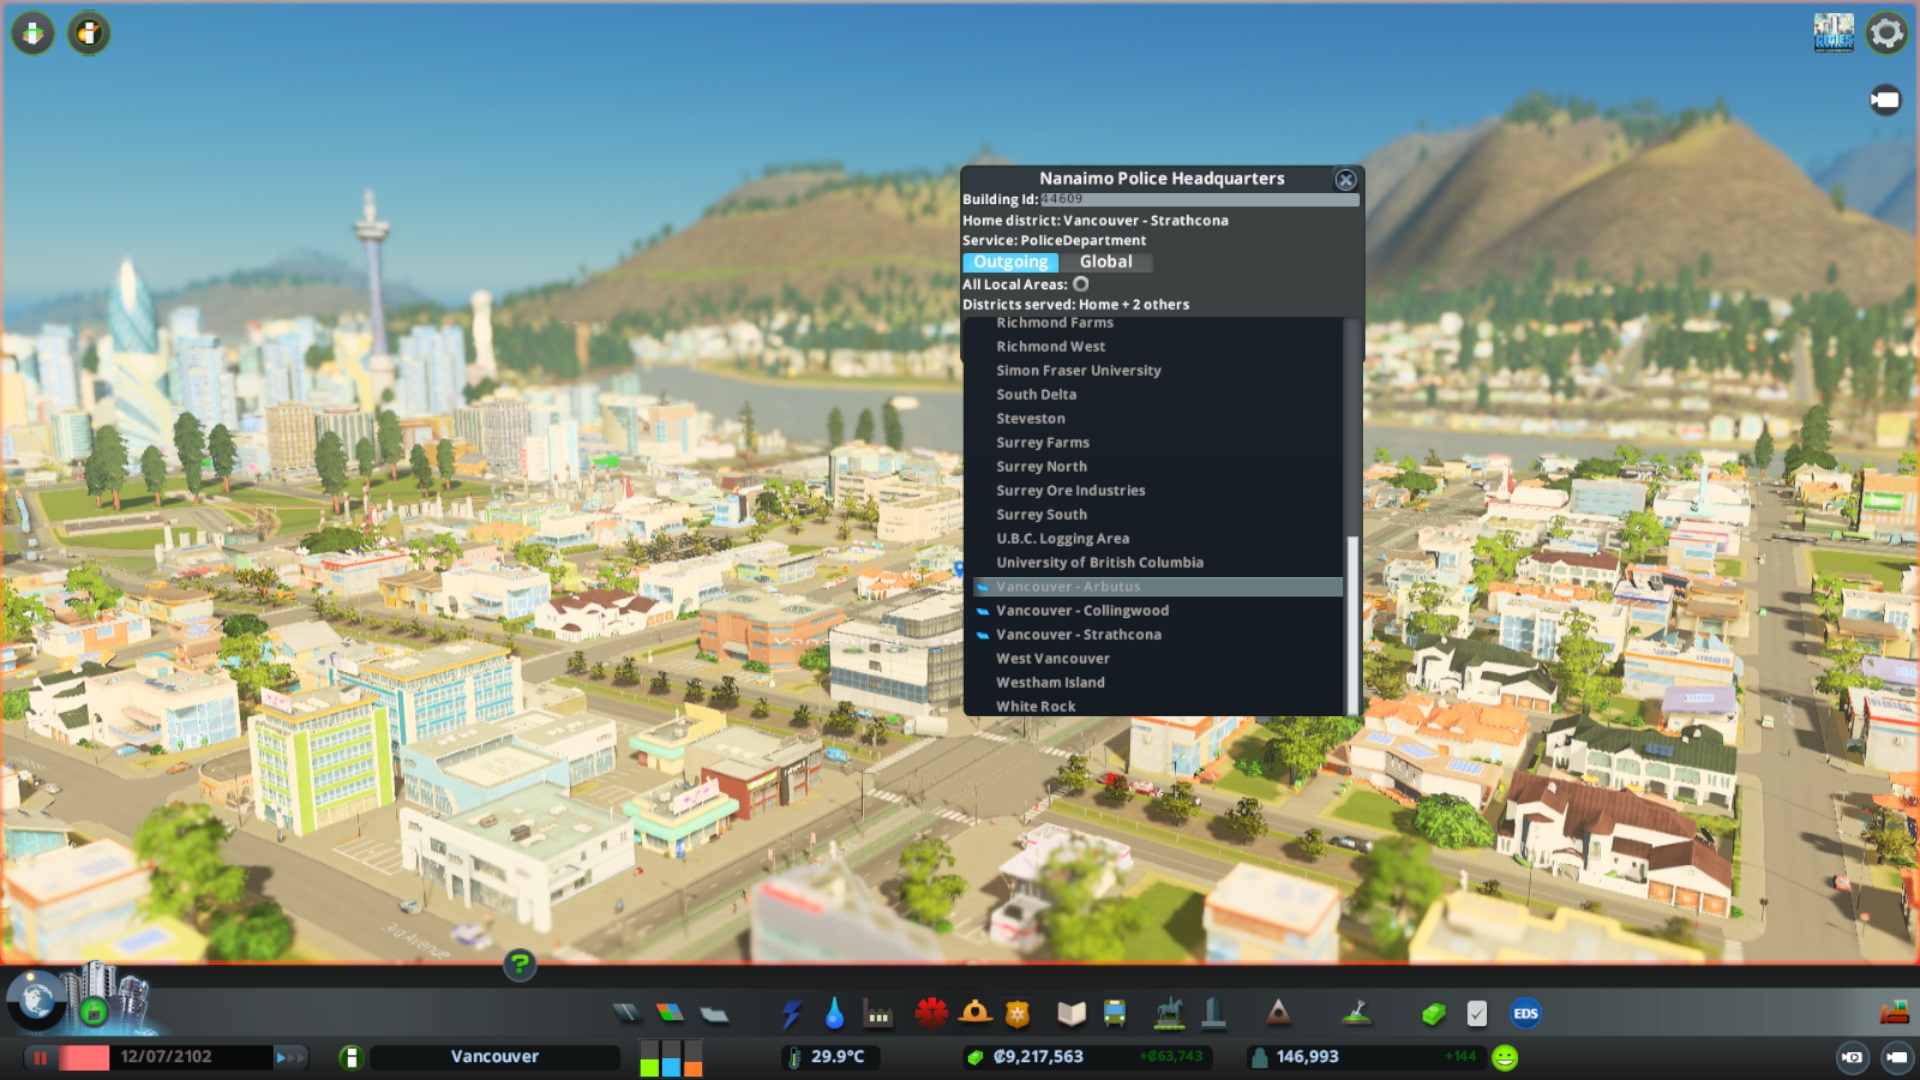 CITIES
Nanaimo Police Headquarters
Building Id: 44609
Home district: Vancouver - Strathcona
Service: PoliceDepartment
Outgoing Global
All Local Areas:
Districts served: Home + 2 others
Richmond Farms
Richmond West
Simon Fraser University
South Delta
Steveston
Surrey Farms
Surrey North
Surrey Ore Industries
Surrey South
U.B.C. Logging Area
University of British Columbia
Vancouver - Arbutus
Vancouver - Collingwood
Vancouver - Strathcona
West Vancouver
Westham Island
White Rock
?
EDS
12/07/2102
Vancouver
29.9°C
₡9,217,563
+₡63,743
146,993
+144